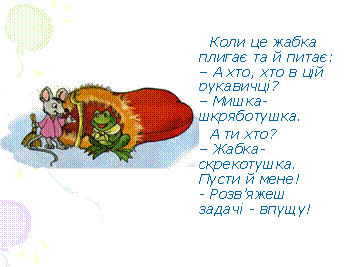 Коли це жабка
плигає та й питає:
– А хто, хто в цій
рукавичці?
– Мишка-
шкряботушка.
А ти хто?
– Жабка-
скрекотушка.
Пусти й мене!
- Розв'яжеш
задачі - впущу!